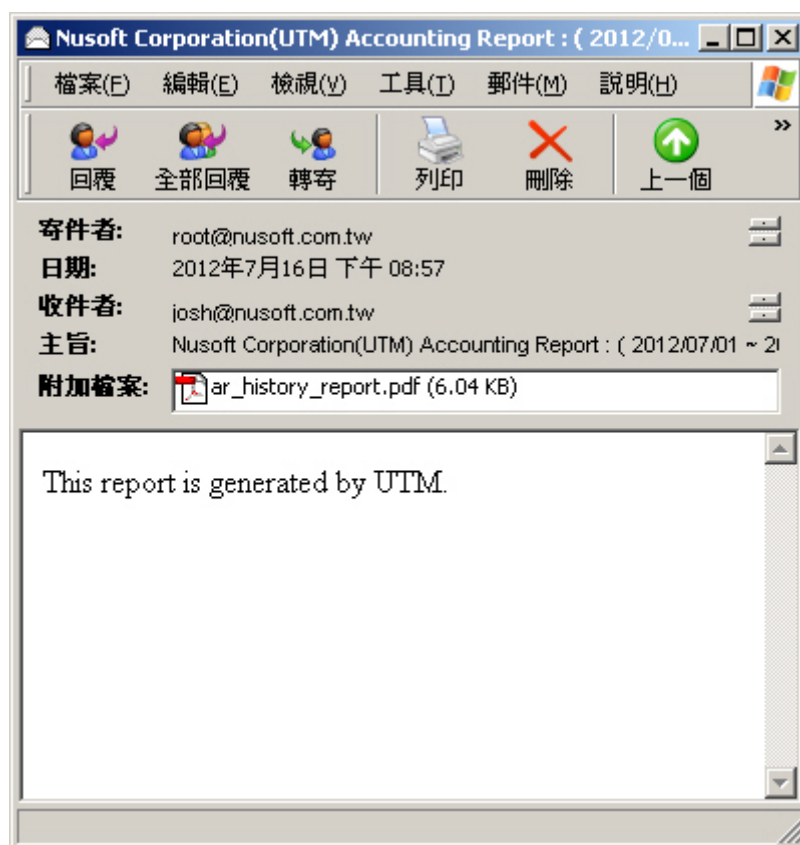 Nusoft Corporation(UTM) Accounting Report : ( 2012/0...
檔案(F) 編輯(E) 檢視(V) 工具(T) 郵件(M) 說明(H)
回覆 全部回覆 轉寄 列印 刪除 上一個 »
寄件者: root@nusoft.com.tw
日期: 2012年7月16日 下午 08:57
收件者: josh@nusoft.com.tw
主旨: Nusoft Corporation(UTM) Accounting Report : ( 2012/07/01 ~ 20
附加檔案: ar_history_report.pdf (6.04 KB)
This report is generated by UTM.